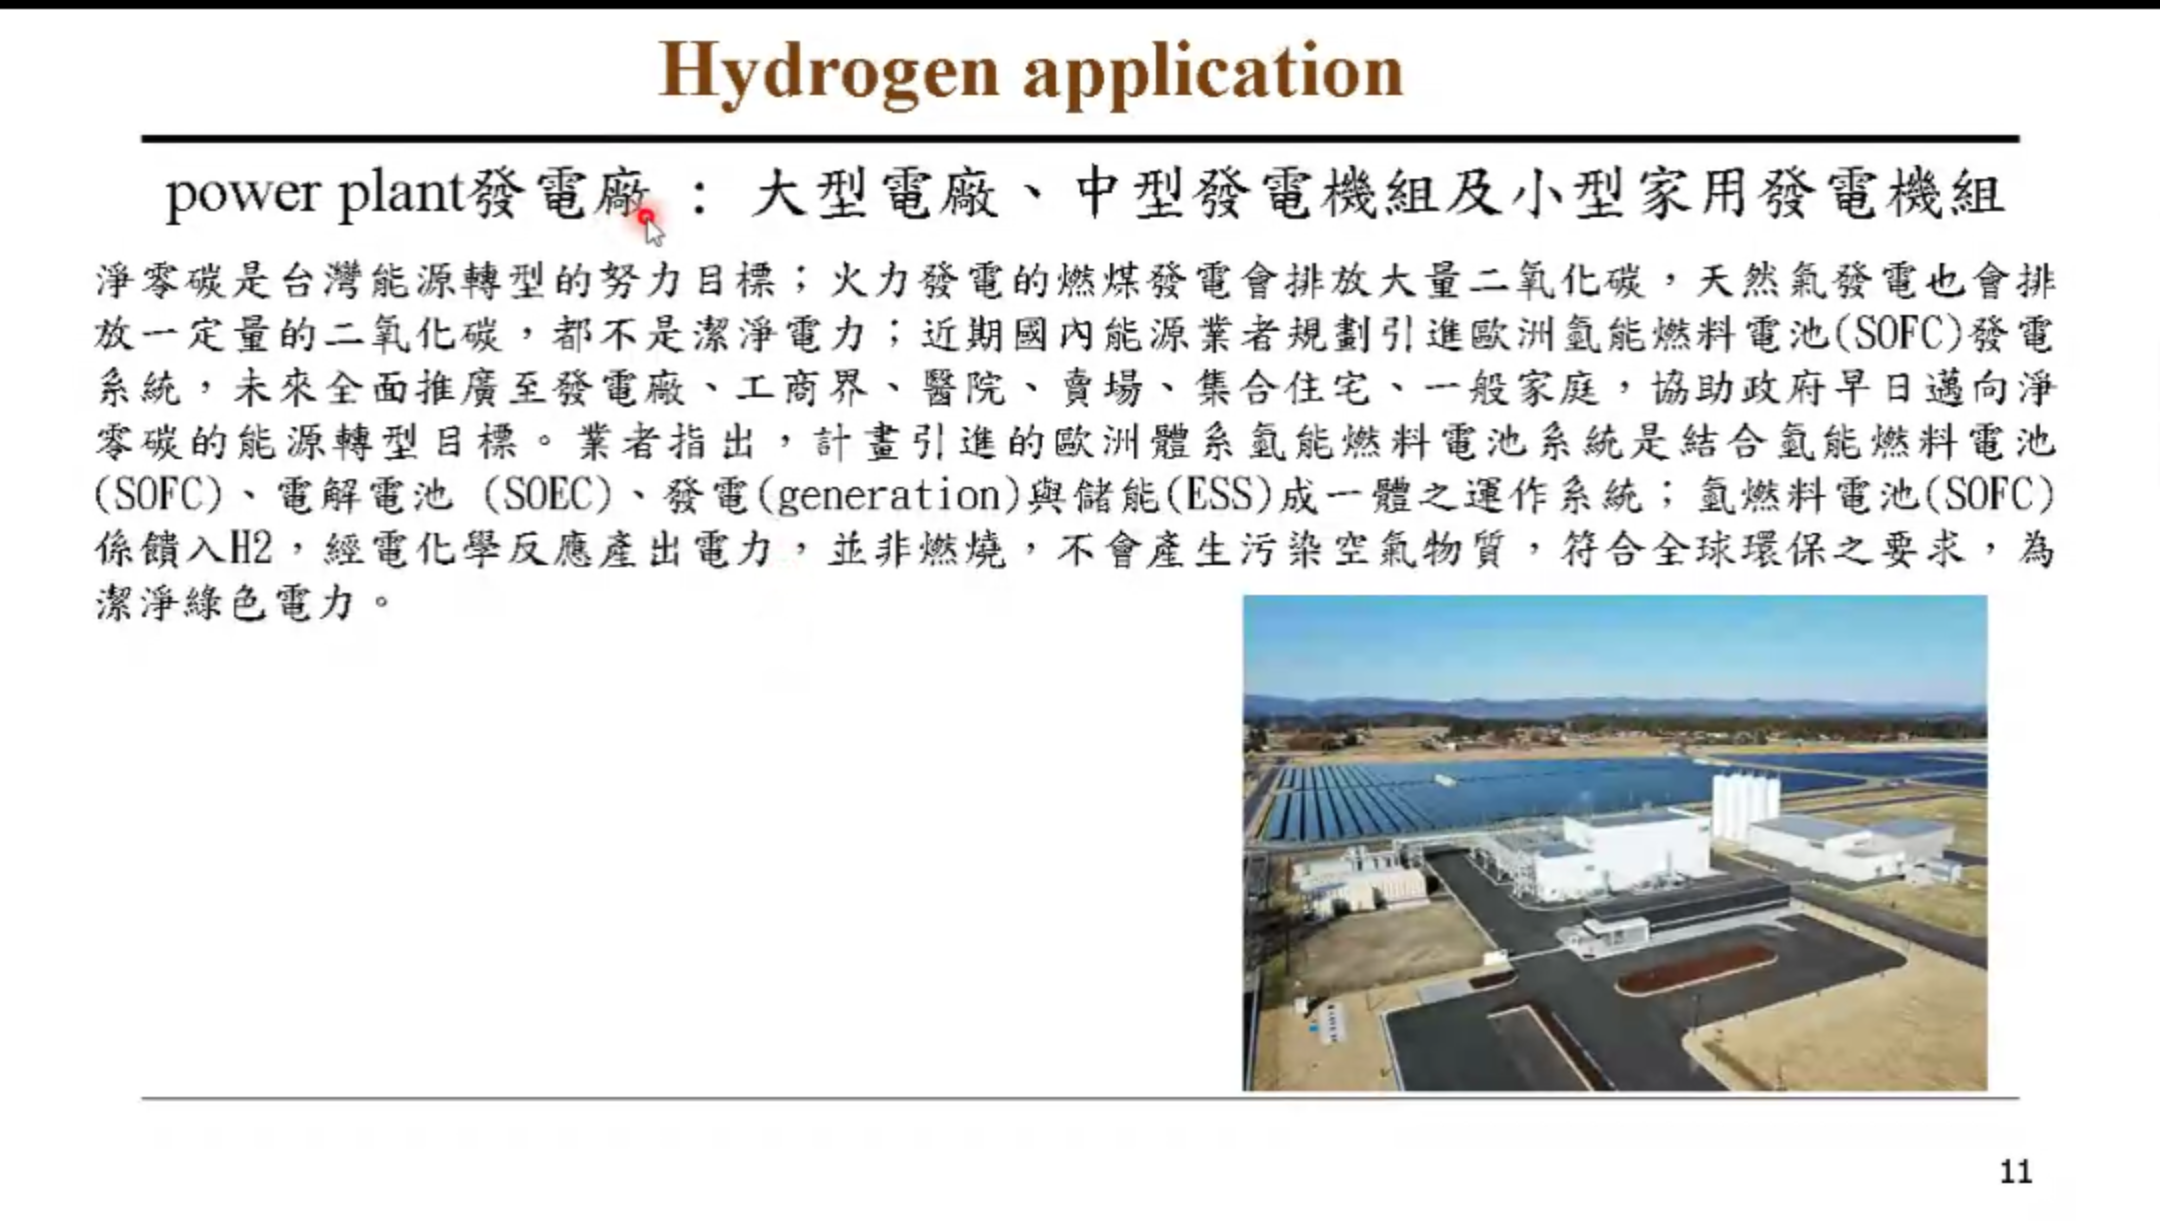 Hydrogen application
power plant發電廠：大型電廠、中型發電機組及小型家用發電機組
淨零碳是台灣能源轉型的努力目標；火力發電的燃煤發電會排放大量二氧化碳，天然氣發電也會排
放一定量的二氧化碳，都不是潔淨電力；近期國內能源業者規劃引進歐洲氫能燃料電池(SOFC)發電
系統，未來全面推廣至發電廠、工商界、醫院、賣場、集合住宅、一般家庭，協助政府早日邁向淨
零碳的能源轉型目標。業者指出，計畫引進的歐洲體系氫能燃料電池系統是結合氫能燃料電池
(SOFC)、電解電池 (SOEC)、發電(generation)與儲能(ESS)成一體之運作系統；氫燃料電池(SOFC)
係饋入H2，經電化學反應產出電力，並非燃燒，不會產生污染空氣物質，符合全球環保之要求，為
潔淨綠色電力。
11